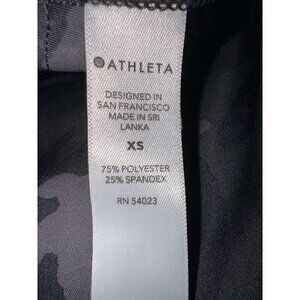 ATHLETA
DESIGNED IN
SAN FRANCISCO
MADE IN SRI
LANKA
XS
75% POLYESTER
25% SPANDEX
RN 54023